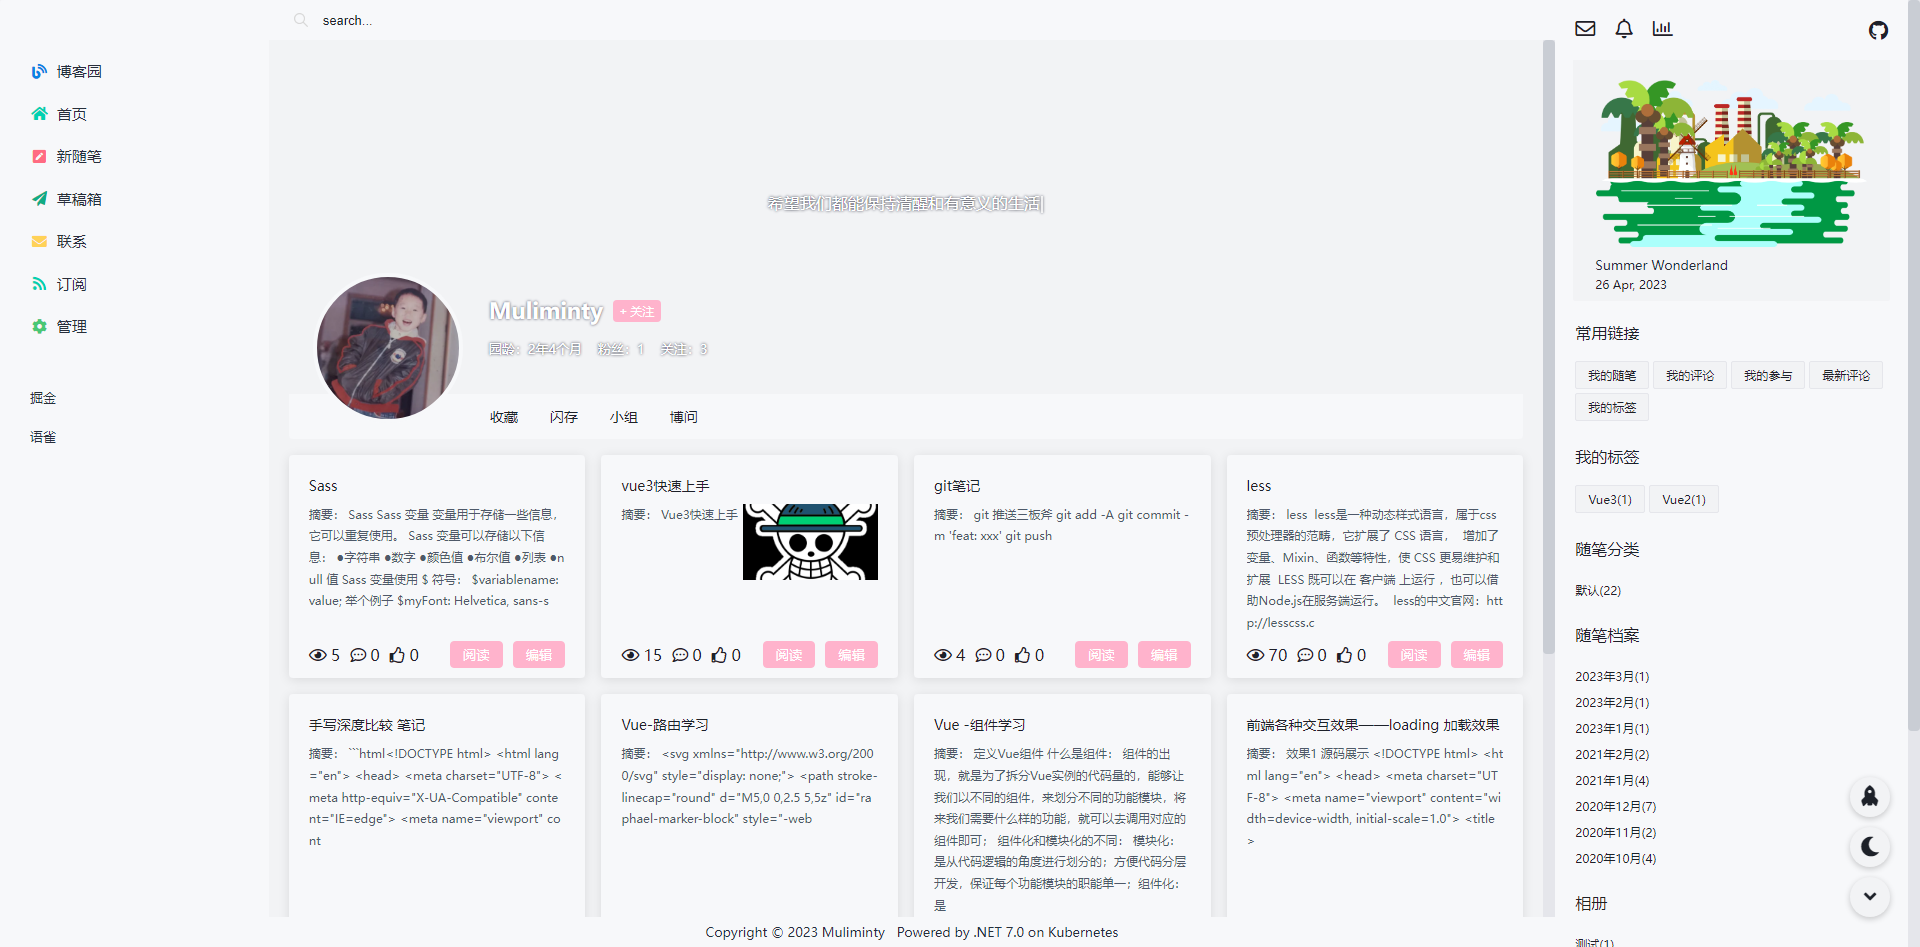 search...
博客园
首页
新随笔
草稿箱
联系
订阅
管理
掘金
语雀
希望我们都能保持清醒和有意义的生活|
Muliminty
+ 关注
园龄：2年4个月 粉丝：1 关注：3
收藏 闪存 小组 博问
Sass
摘要： Sass Sass 变量 变量用于存储一些信息，
它可以重复使用。 Sass 变量可以存储以下信
息： ●字符串 ●数字 ●颜色值 ●布尔值 ●列表 ●n
ull 值 Sass 变量使用 $ 符号： $variablename:
value; 举个例子 $myFont: Helvetica, sans-s
5 0 0 阅读 编辑
vue3快速上手
摘要： Vue3快速上手
15 0 0 阅读 编辑
git笔记
摘要： git 推送三板斧 git add -A git commit -
m 'feat: xxx' git push
4 0 0 阅读 编辑
less
摘要： less less是一种动态样式语言，属于css
预处理器的范畴，它扩展了 CSS 语言， 增加了
变量、Mixin、函数等特性，使 CSS 更易维护和
扩展 LESS 既可以在 客户端 上运行 ，也可以借
助Node.js在服务端运行。 less的中文官网：htt
p://lesscss.c
70 0 0 阅读 编辑
手写深度比较 笔记
摘要： ```html<!DOCTYPE html> <html lang
="en"> <head> <meta charset="UTF-8"> <
meta http-equiv="X-UA-Compatible" conte
nt="IE=edge"> <meta name="viewport" co
nt
Vue-路由学习
摘要： <svg xmlns="http://www.w3.org/200
0/svg" style="display: none;"> <path stroke-
linecap="round" d="M5,0 0,2.5 5,5z" id="ra
phael-marker-block" style="-web
Vue -组件学习
摘要： 定义Vue组件 什么是组件： 组件的出
现，就是为了拆分Vue实例的代码量的，能够让
我们以不同的组件，来划分不同的功能模块，将
来我们需要什么样的功能，就可以去调用对应的
组件即可； 组件化和模块化的不同： 模块化：
是从代码逻辑的角度进行划分的；方便代码分层
开发，保证每个功能模块的职能单一；组件化：
是
前端各种交互效果——loading 加载效果
摘要： 效果1 源码展示 <!DOCTYPE html> <ht
ml lang="en"> <head> <meta charset="UT
F-8"> <meta name="viewport" content="wi
dth=device-width, initial-scale=1.0"> <title
>
Copyright © 2023 Muliminty Powered by .NET 7.0 on Kubernetes
Summer Wonderland
26 Apr, 2023
常用链接
我的随笔 我的评论 我的参与 最新评论
我的标签
我的标签
Vue3(1) Vue2(1)
随笔分类
默认(22)
随笔档案
2023年3月(1)
2023年2月(1)
2023年1月(1)
2021年2月(2)
2021年1月(4)
2020年12月(7)
2020年11月(2)
2020年10月(4)
相册
测试(1)